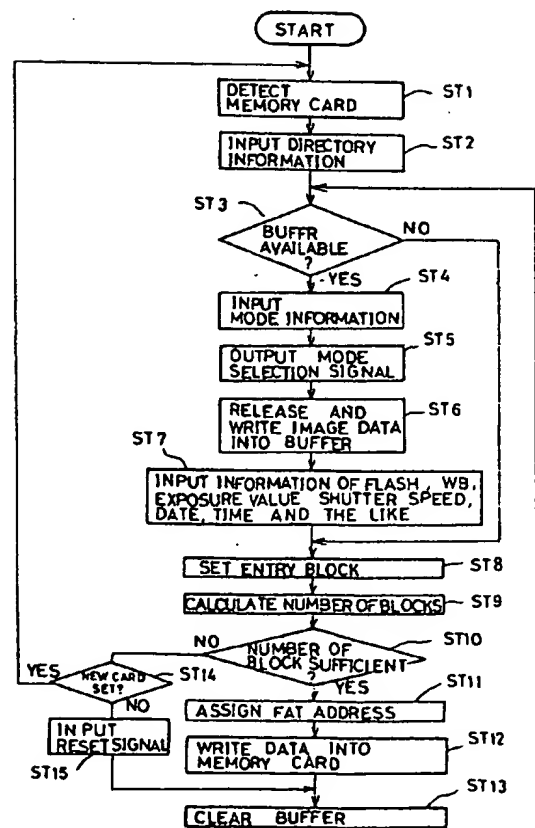 START
DETECT
MEMORY CARD
ST1
INPUT DIRECTORY
INFORMATION
ST2
ST3
BUFFR
AVAILABLE
?
NO
YES
ST4
INPUT
MODE INFORMATION
ST5
OUTPUT MODE
SELECTION SIGNAL
ST6
RELEASE AND
WRITE IMAGE DATA
INTO BUFFER
ST7
INPUT INFORMATION OF FLASH, WB,
EXPOSURE VALUE SHUTTER SPEED,
DATE, TIME AND THE LIKE
SET ENTRY BLOCK
ST8
CALCULATE NUMBER OF BLOCKS
ST9
NO
NUMBER OF
BLOCK SUFFICIENT
?
ST10
YES
YES
NEW CARD
SET?
ST14
NO
ST11
ASSIGN FAT ADDRESS
INPUT
RESET SIGNAL
ST15
ST12
WRITE DATA INTO
MEMORY CARD
ST13
CLEAR BUFFER